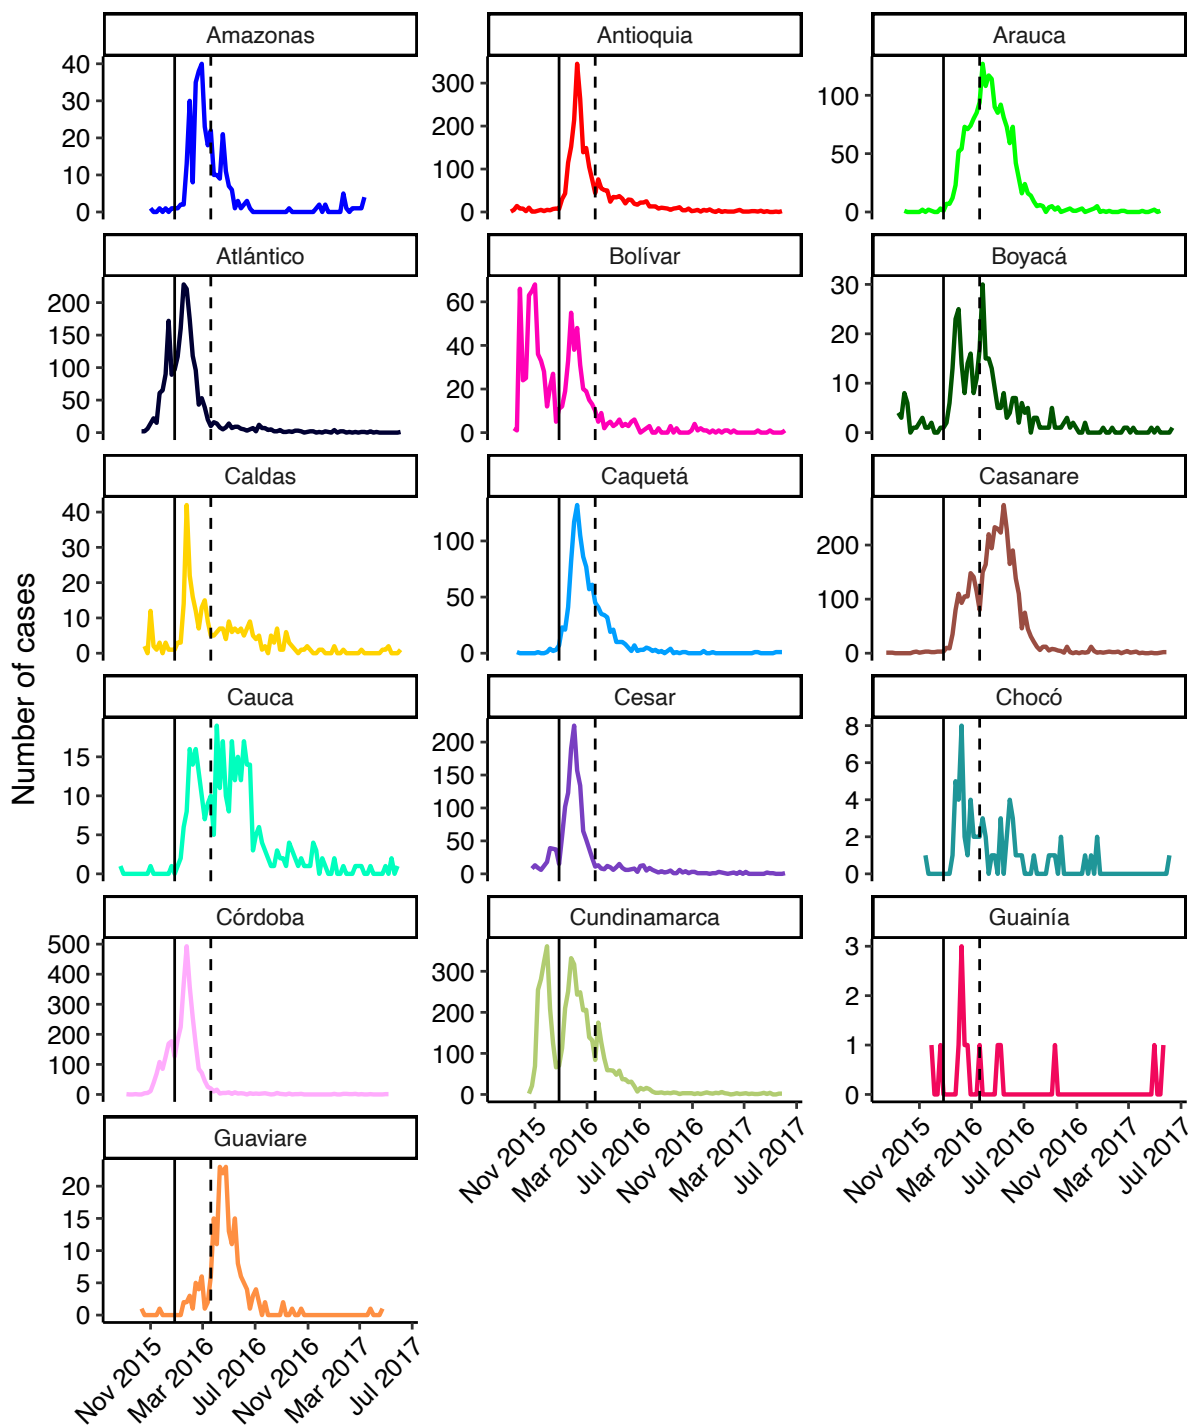 Amazonas
Antioquia
Arauca
40
30
20
10
0
300
200
100
0
100
50
0
Atlántico
Bolívar
Boyacá
200
150
100
50
0
60
40
20
0
30
20
10
0
Caldas
Caquetá
Casanare
40
30
20
10
0
100
50
0
200
100
0
Number of cases
Cauca
Cesar
Chocó
15
10
5
0
200
150
100
50
0
8
6
4
2
0
Córdoba
Cundinamarca
Guainía
500
400
300
200
100
0
300
200
100
0
3
2
1
0
Nov 2015
Mar 2016
Jul 2016
Nov 2016
Mar 2017
Jul 2017
Nov 2015
Mar 2016
Jul 2016
Nov 2016
Mar 2017
Jul 2017
Guaviare
20
15
10
5
0
Nov 2015
Mar 2016
Jul 2016
Nov 2016
Mar 2017
Jul 2017